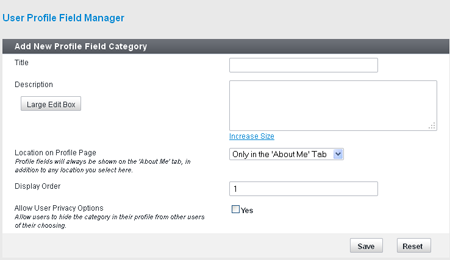 User Profile Field Manager
Add New Profile Field Category
Title
Description
Large Edit Box
Increase Size
Location on Profile Page
Only in the 'About Me' Tab
Profile fields will always be shown on the 'About Me' tab, in
addition to any location you select here.
Display Order
1
Allow User Privacy Options
Yes
Allow users to hide the category in their profile from other users
of their choosing.
Save
Reset